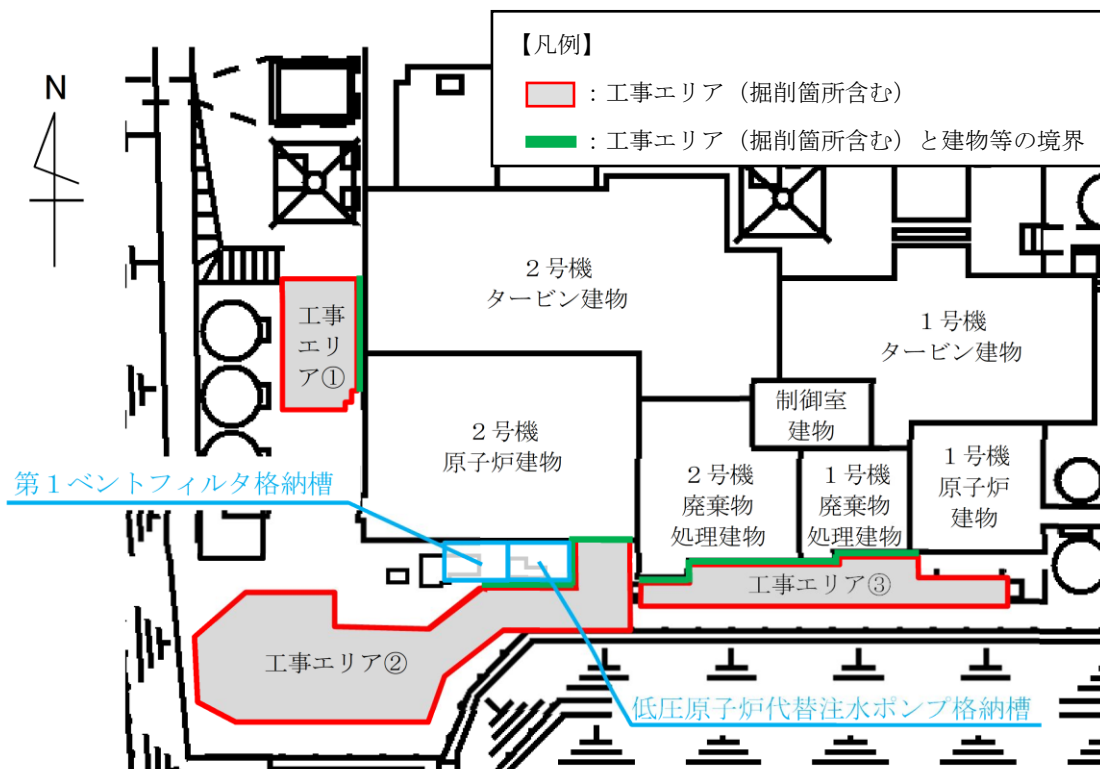 【凡例】
：工事エリア（掘削箇所含む）
：工事エリア（掘削箇所含む）と建物等の境界
N
２号機
タービン建物
１号機
タービン建物
工事
エリ
ア①
制御室
建物
２号機
原子炉建物
２号機
廃棄物
処理建物
１号機
廃棄物
処理建物
１号機
原子炉
建物
第１ベントフィルタ格納槽
工事エリア③
工事エリア②
低圧原子炉代替注水ポンプ格納槽